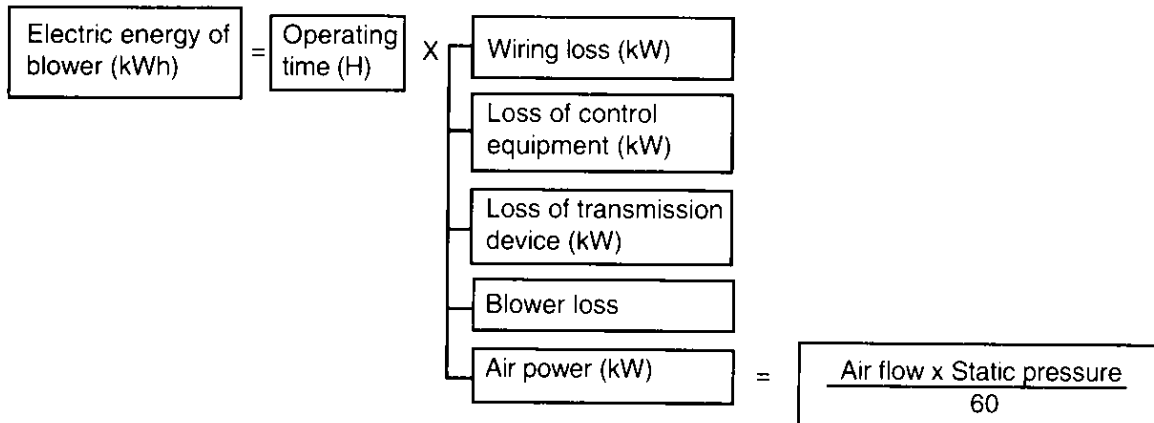 Electric energy of
blower (kWh)
=
Operating
time (H)
X
Wiring loss (kW)
Loss of control
equipment (kW)
Loss of transmission
device (kW)
Blower loss
Air power (kW)
=
Air flow x Static pressure
60